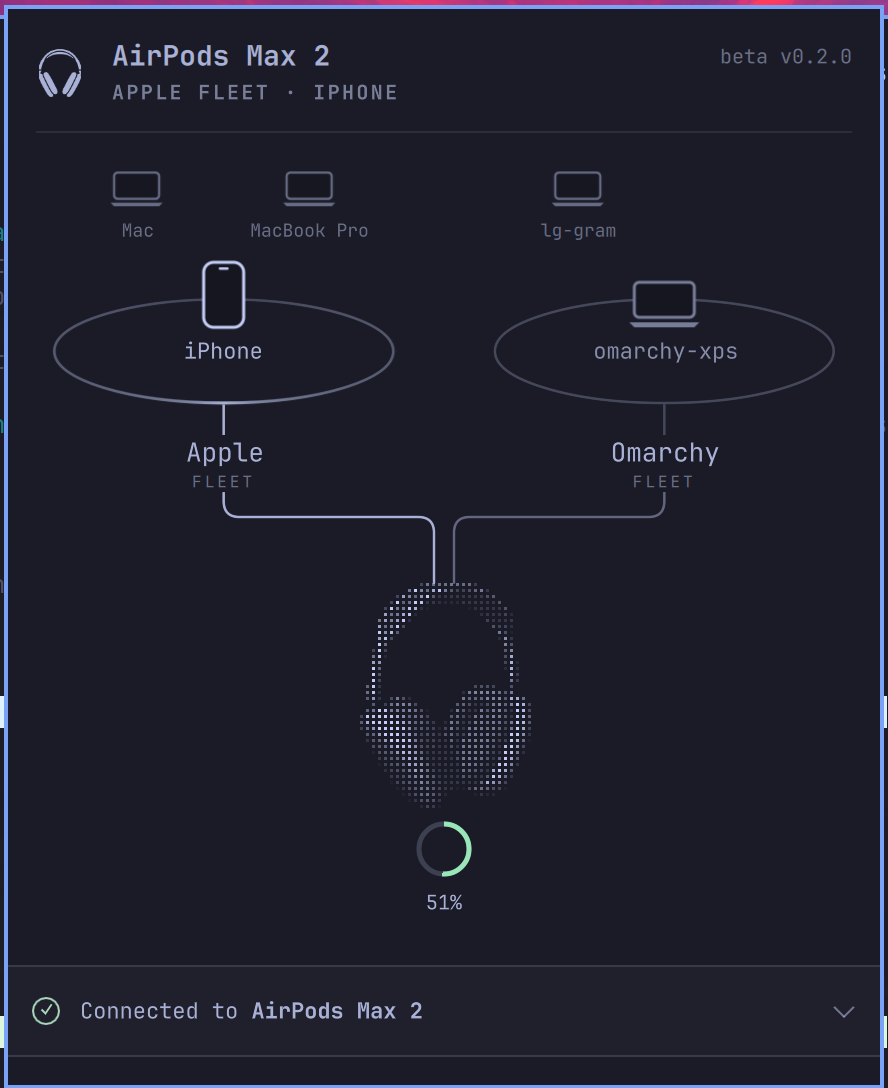 AirPods Max 2
beta v0.2.0
APPLE FLEET · IPHONE
Mac
MacBook Pro
lg-gram
iPhone
omarchy-xps
Apple
FLEET
Omarchy
FLEET
51%
Connected to AirPods Max 2